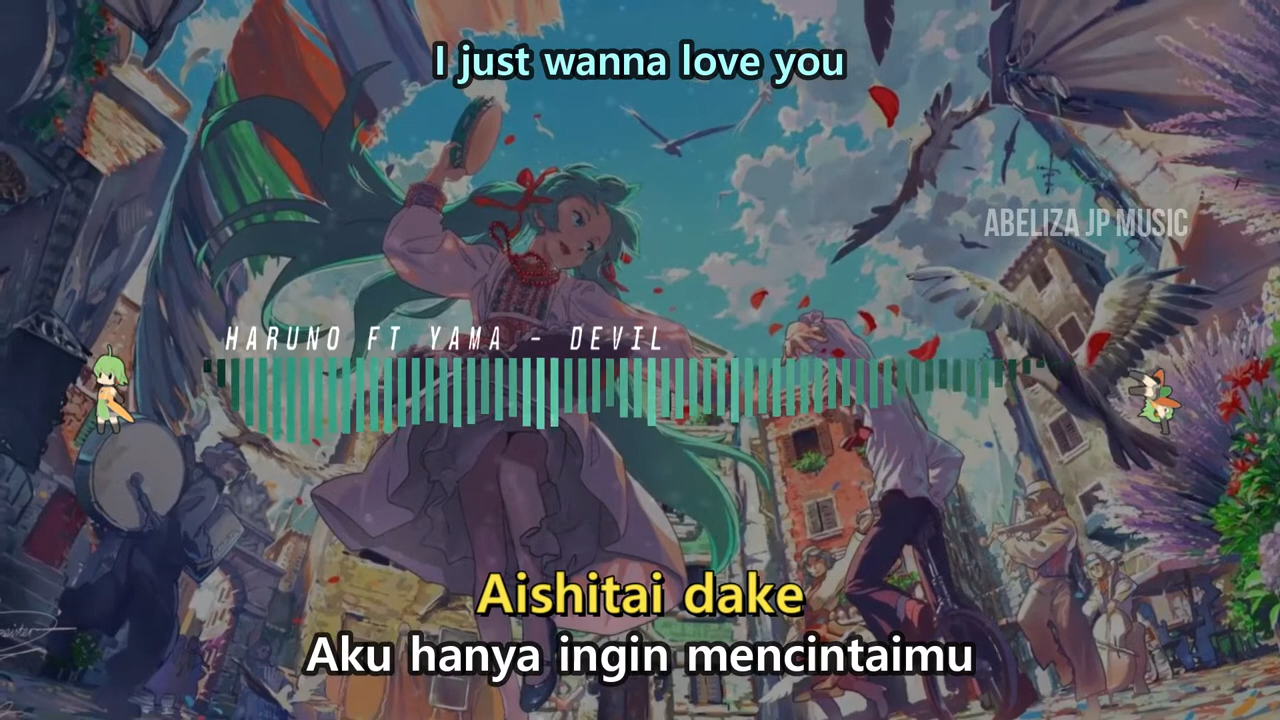 I just wanna love you
ABELIZA JP MUSIC
HARUNO FT YAMA - DEVIL
Aishitai dake
Aku hanya ingin mencintaimu